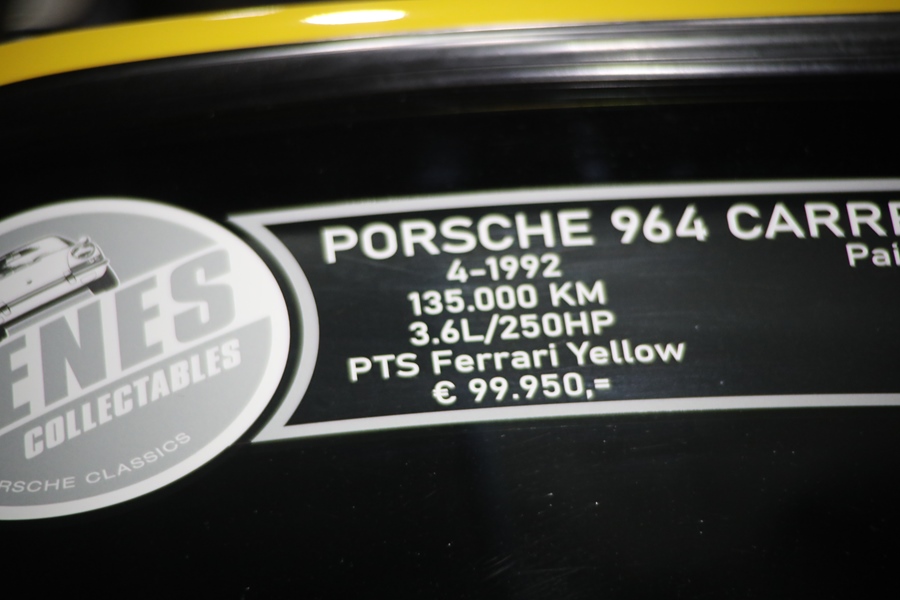 PORSCHE 964 CARRE
Pai
4-1992
135.000 KM
3.6L/250HP
PTS Ferrari Yellow
€ 99.950,=
ENES
COLLECTABLES
RSCHE CLASSICS